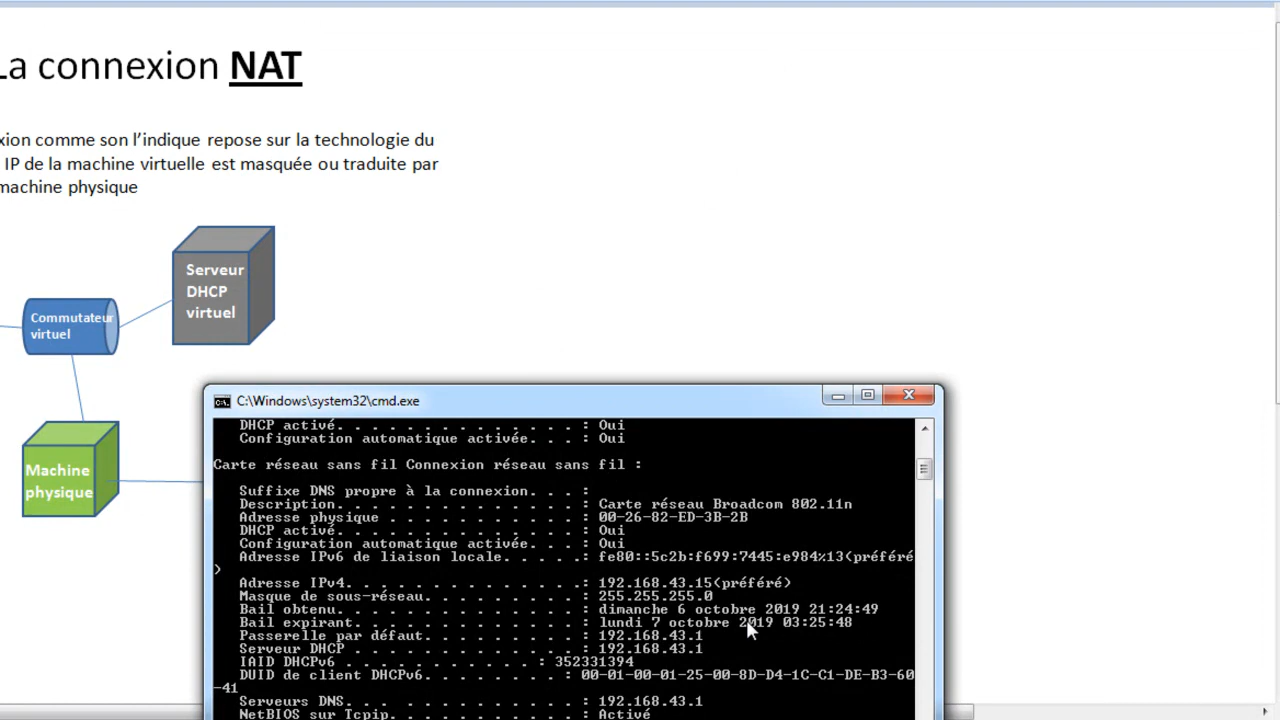 La connexion NAT
xion comme son l’indique repose sur la technologie du
IP de la machine virtuelle est masquée ou traduite par
machine physique
Serveur
DHCP
virtuel
Commutateur
virtuel
Machine
physique
C:\Windows\system32\cmd.exe
DHCP activé. . . . . . . . . . . . . . : Oui
Configuration automatique activée. . . : Oui
Carte réseau sans fil Connexion réseau sans fil :
Suffixe DNS propre à la connexion. . . :
Description. . . . . . . . . . . . . . : Carte réseau Broadcom 802.11n
Adresse physique . . . . . . . . . . . : 00-26-82-ED-3B-2B
DHCP activé. . . . . . . . . . . . . . : Oui
Configuration automatique activée. . . : Oui
Adresse IPv6 de liaison locale. . . . .: fe80::5c2b:f699:7445:e984%13(préféré
)
Adresse IPv4. . . . . . . . . . . . . .: 192.168.43.15(préféré)
Masque de sous-réseau. . . . . . . . . : 255.255.255.0
Bail obtenu. . . . . . . . . . . . . . : dimanche 6 octobre 2019 21:24:49
Bail expirant. . . . . . . . . . . . . : lundi 7 octobre 2019 03:25:48
Passerelle par défaut. . . . . . . . . : 192.168.43.1
Serveur DHCP . . . . . . . . . . . . . : 192.168.43.1
IAID DHCPv6 . . . . . . . . . . . : 352331394
DUID de client DHCPv6. . . . . . . . : 00-01-00-01-25-00-8D-D4-1C-C1-DE-B3-60
-41
Serveurs DNS. . . . . . . . . . . . . : 192.168.43.1
NetBIOS sur Tcpip. . . . . . . . . . . : Activé